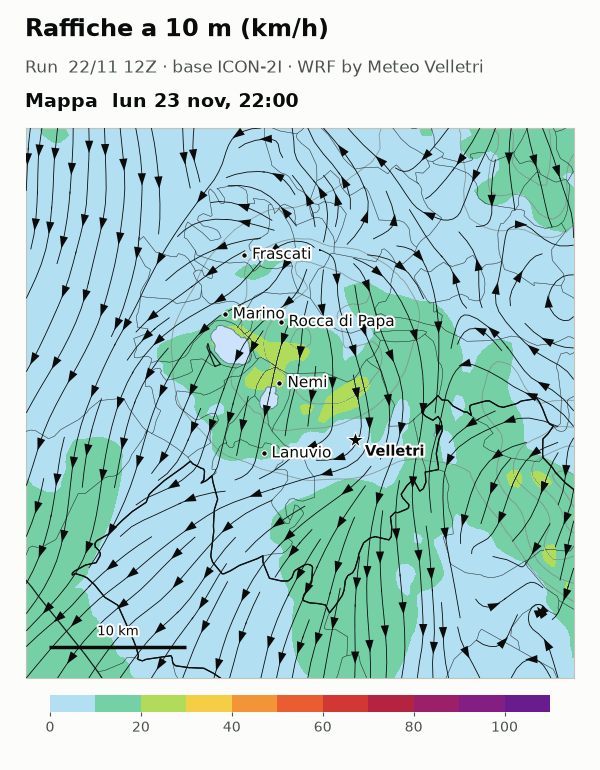 Raffiche a 10 m (km/h)
Run  22/11 12Z · base ICON-2I · WRF by Meteo Velletri
Mappa  lun 23 nov, 22:00
Frascati
Marino
Rocca di Papa
Nemi
Velletri
Lanuvio
10 km
0 20 40 60 80 100